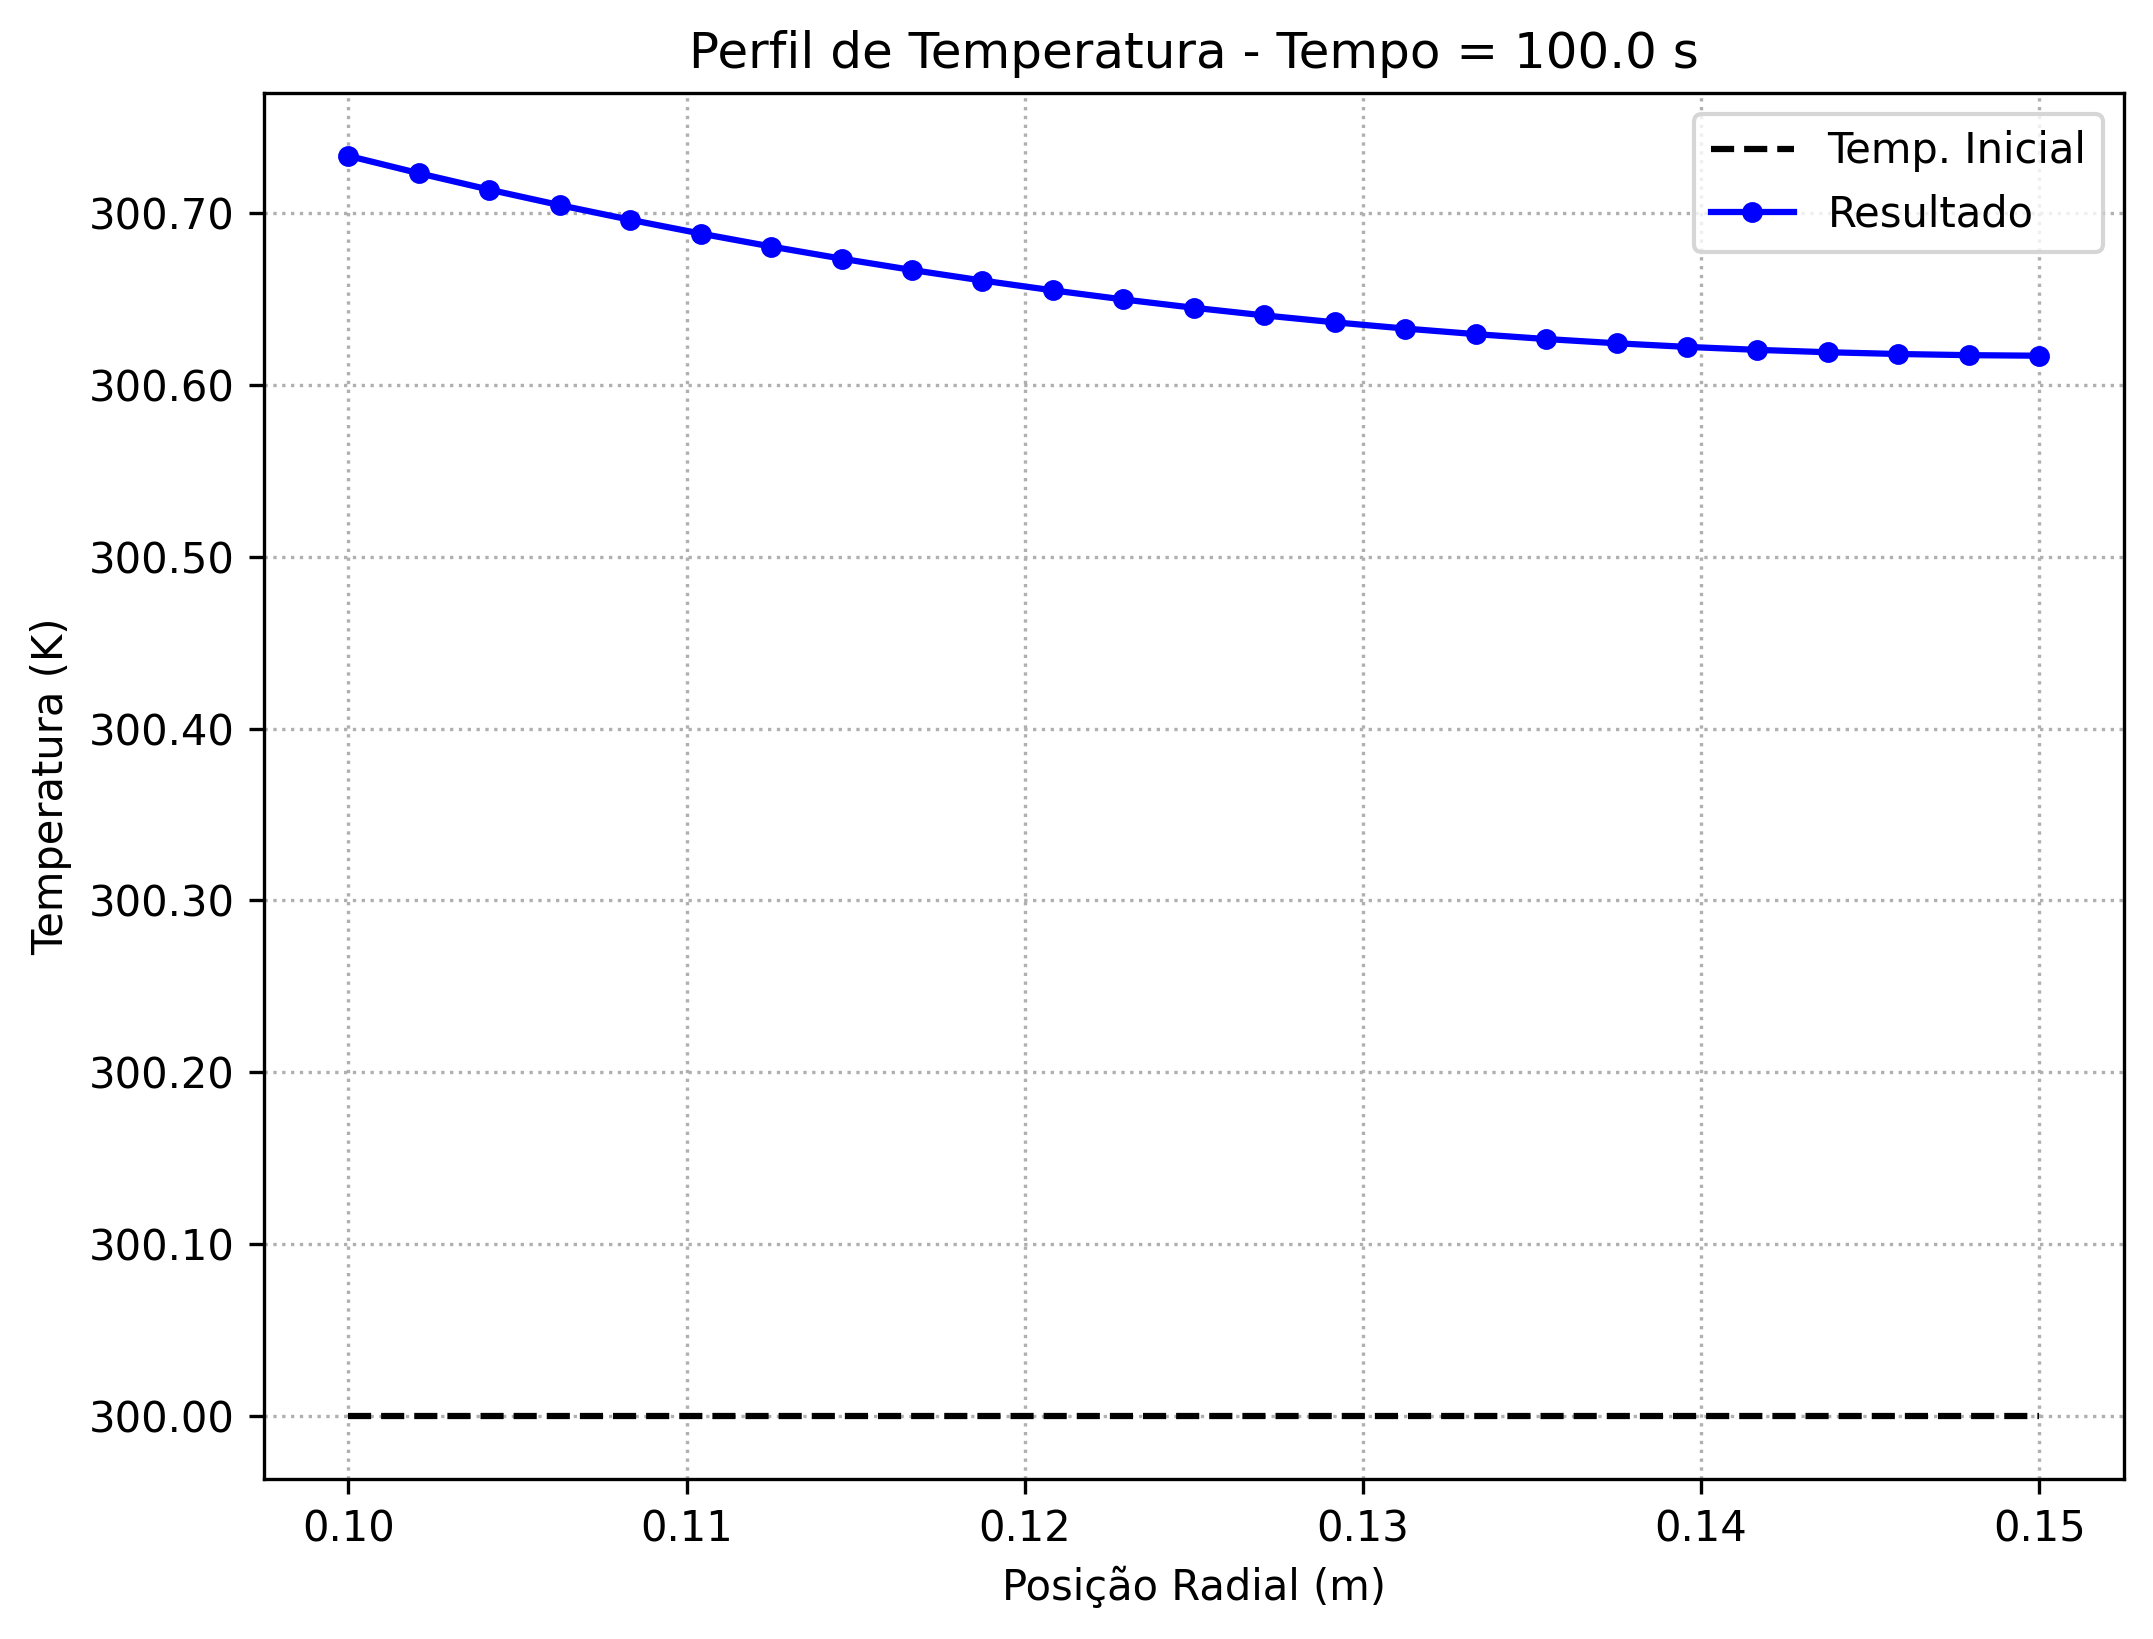 Perfil de Temperatura - Tempo = 100.0 s
Temp. Inicial
Resultado
Temperatura (K)
300.70
300.60
300.50
300.40
300.30
300.20
300.10
300.00
0.10 0.11 0.12 0.13 0.14 0.15
Posição Radial (m)